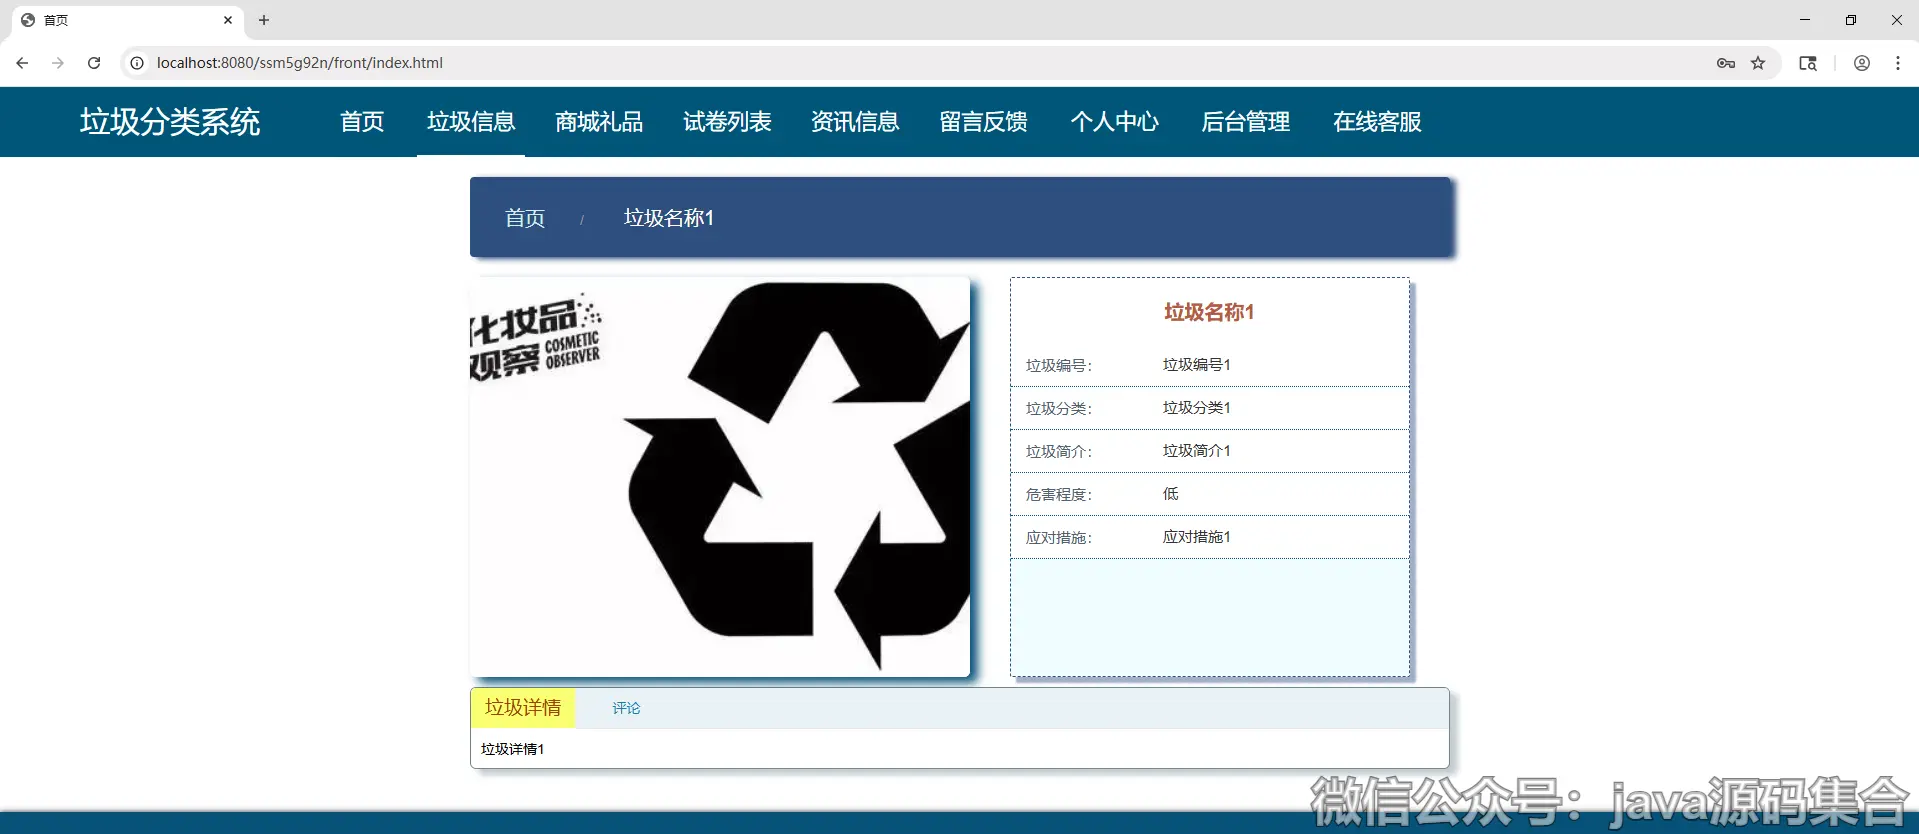 首页
localhost:8080/ssm5g92n/front/index.html
垃圾分类系统 首页 垃圾信息 商城礼品 试卷列表 资讯信息 留言反馈 个人中心 后台管理 在线客服
首页 / 垃圾名称1
化妆品
观察 COSMETIC OBSERVER
垃圾名称1
垃圾编号： 垃圾编号1
垃圾分类： 垃圾分类1
垃圾简介： 垃圾简介1
危害程度： 低
应对措施： 应对措施1
垃圾详情 评论
垃圾详情1
微信公众号：java源码集合